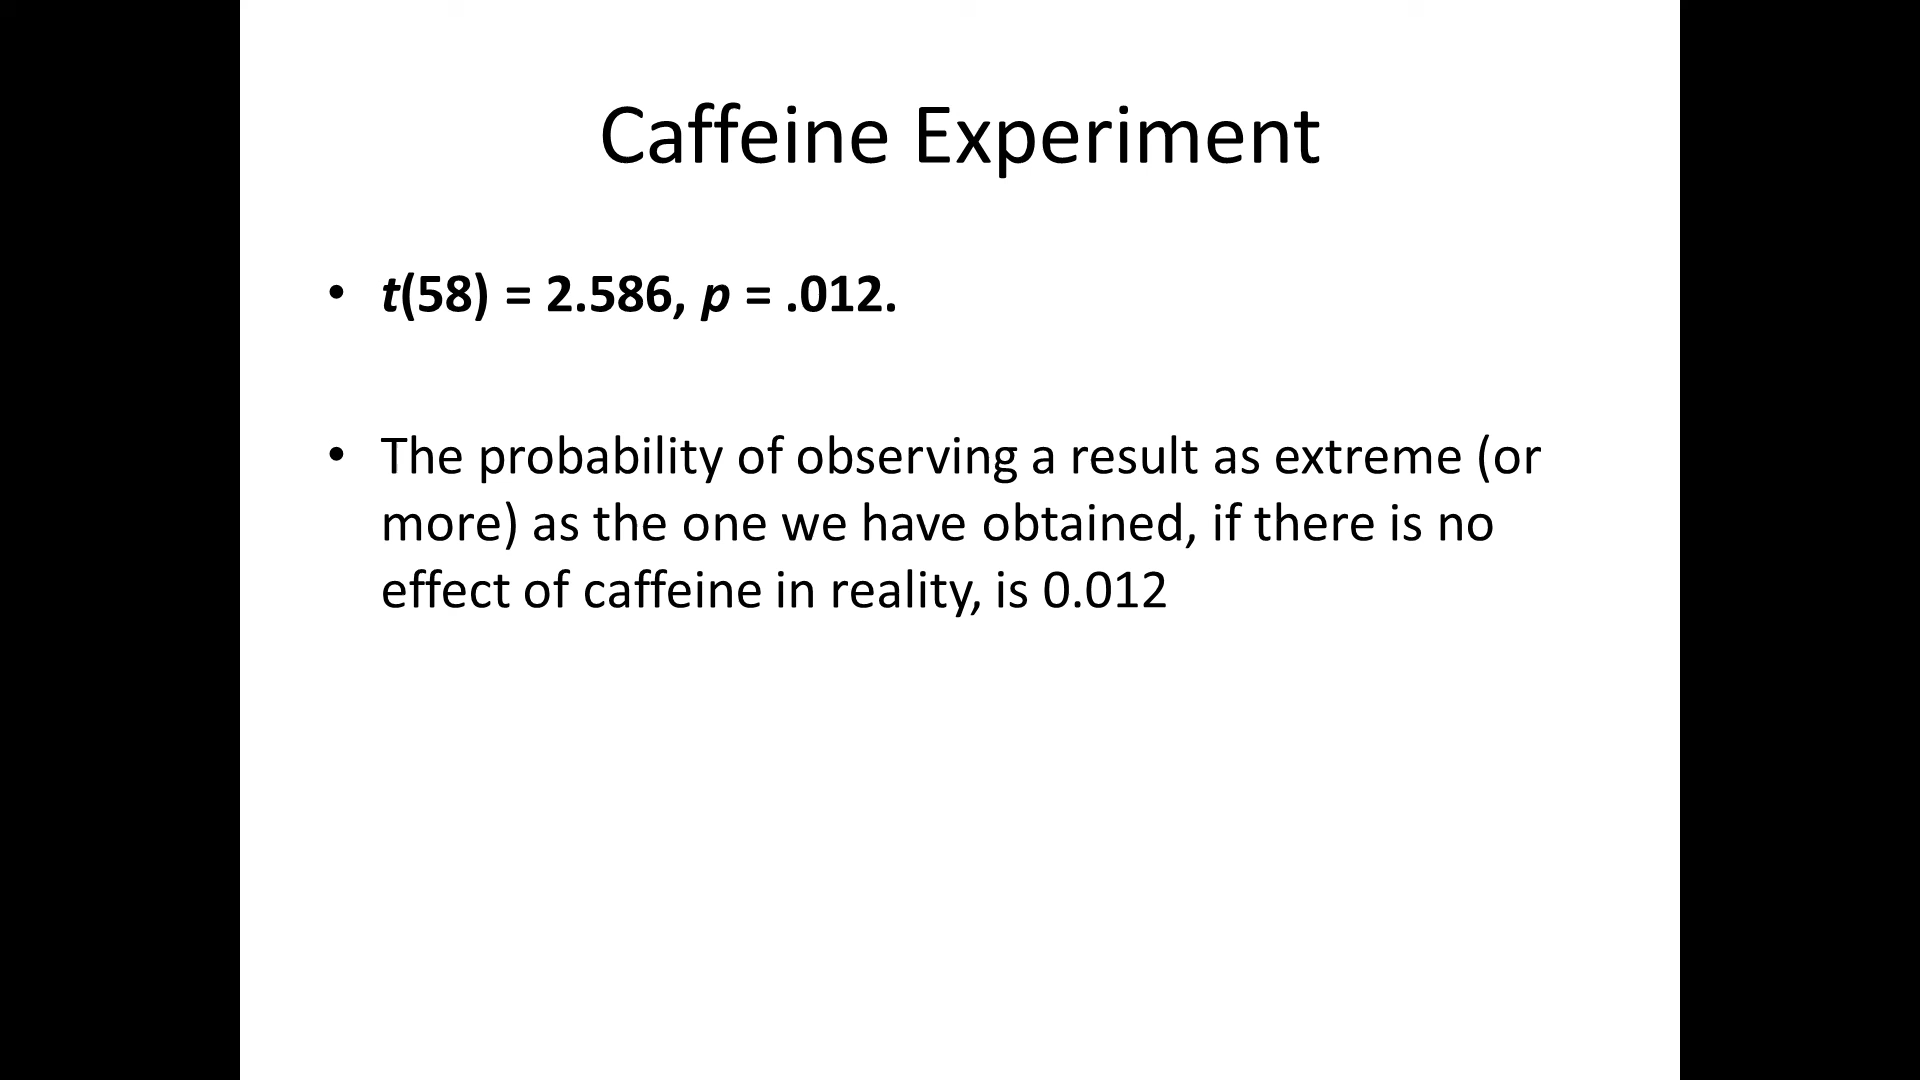 Caffeine Experiment
• t(58) = 2.586, p = .012.
• The probability of observing a result as extreme (or
more) as the one we have obtained, if there is no
effect of caffeine in reality, is 0.012